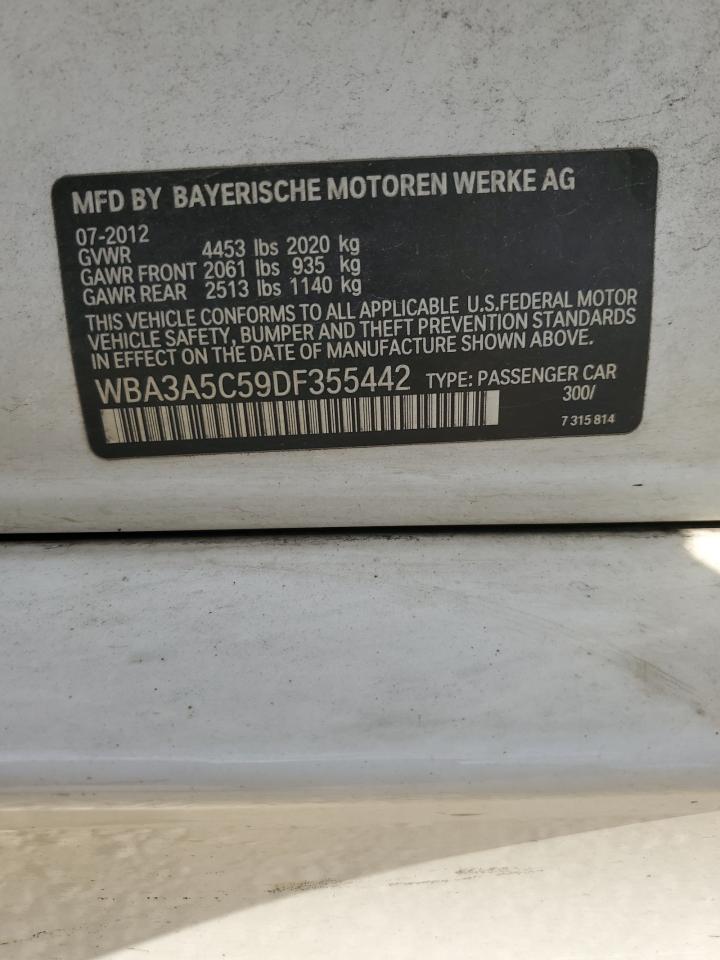 MFD BY BAYERISCHE MOTOREN WERKE AG
07-2012
GVWR 4453 lbs 2020 kg
GAWR FRONT 2061 lbs 935 kg
GAWR REAR 2513 lbs 1140 kg
THIS VEHICLE CONFORMS TO ALL APPLICABLE U.S.FEDERAL MOTOR
VEHICLE SAFETY, BUMPER AND THEFT PREVENTION STANDARDS
IN EFFECT ON THE DATE OF MANUFACTURE SHOWN ABOVE.
WBA3A5C59DF355442 TYPE: PASSENGER CAR
300/
7 315 814